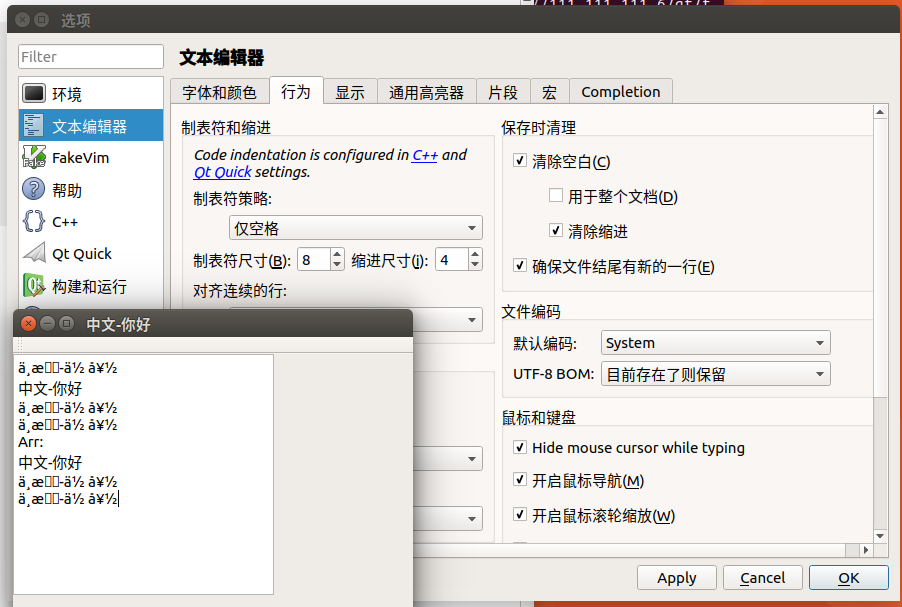 选项
Filter
文本编辑器
环境
文本编辑器
FakeVim
帮助
C++
Qt Quick
构建和运行
字体和颜色
行为
显示
通用高亮器
片段
宏
Completion
制表符和缩进
Code indentation is configured in C++ and
Qt Quick settings.
制表符策略:
仅空格
制表符尺寸(B): 8 缩进尺寸(i): 4
对齐连续的行:
保存时清理
清除空白(C)
用于整个文档(D)
清除缩进
确保文件结尾有新的一行(E)
文件编码
默认编码: System
UTF-8 BOM: 目前存在了则保留
鼠标和键盘
Hide mouse cursor while typing
开启鼠标导航(M)
开启鼠标滚轮缩放(W)
Apply
Cancel
OK
中文-你好
ä¸­æ-ä½ å¥½
中文-你好
ä¸­æ-ä½ å¥½
ä¸­æ-ä½ å¥½
Arr:
中文-你好
ä¸­æ-ä½ å¥½
ä¸­æ-ä½ å¥½